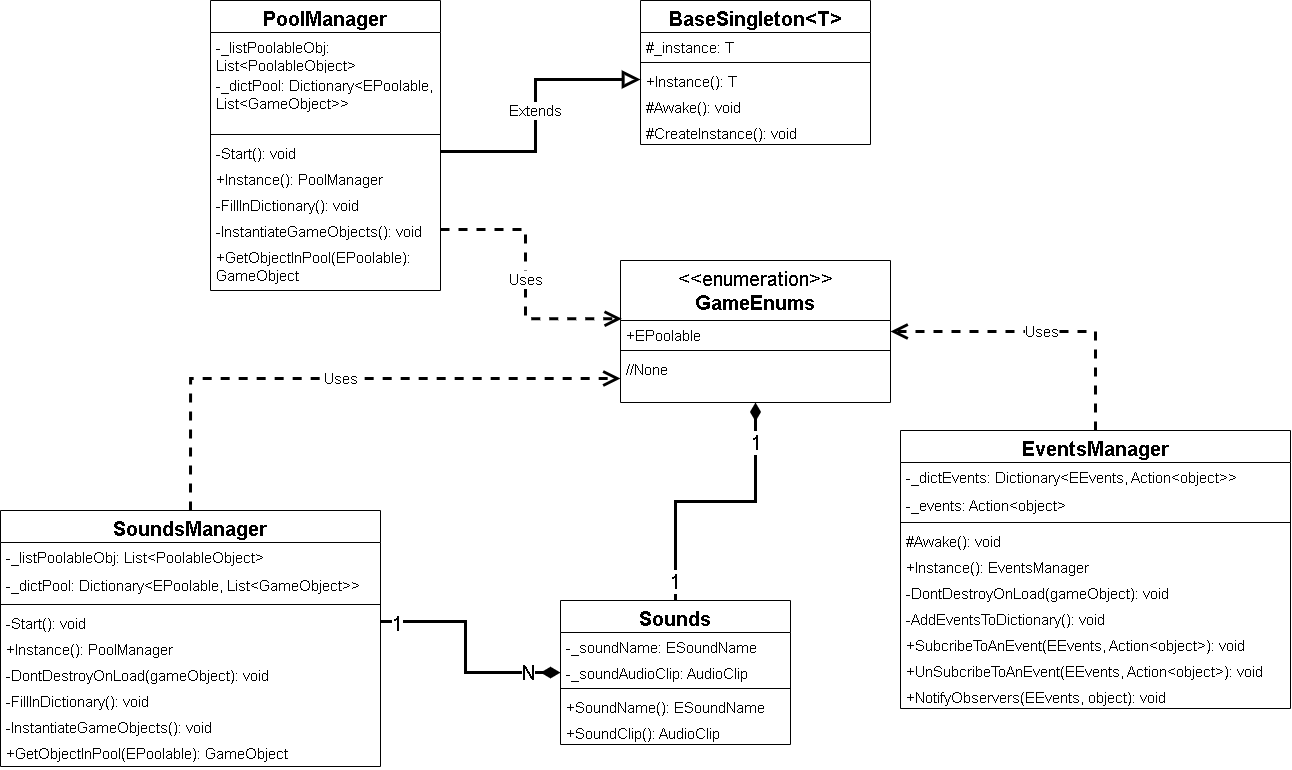 PoolManager
-_listPoolableObj:
List<PoolableObject>
-_dictPool: Dictionary<EPoolable,
List<GameObject>>
-Start(): void
+Instance(): PoolManager
-FillInDictionary(): void
-InstantiateGameObjects(): void
+GetObjectInPool(EPoolable):
GameObject
Extends
BaseSingleton<T>
#_instance: T
+Instance(): T
#Awake(): void
#CreateInstance(): void
Uses
<<enumeration>>
GameEnums
+EPoolable
//None
Uses
Uses
1
1
EventsManager
-_dictEvents: Dictionary<EEvents, Action<object>>
-_events: Action<object>
#Awake(): void
+Instance(): EventsManager
-DontDestroyOnLoad(gameObject): void
-AddEventsToDictionary(): void
+SubcribeToAnEvent(EEvents, Action<object>): void
+UnSubcribeToAnEvent(EEvents, Action<object>): void
+NotifyObservers(EEvents, object): void
SoundsManager
-_listPoolableObj: List<PoolableObject>
-_dictPool: Dictionary<EPoolable, List<GameObject>>
-Start(): void
+Instance(): PoolManager
-DontDestroyOnLoad(gameObject): void
-FillInDictionary(): void
-InstantiateGameObjects(): void
+GetObjectInPool(EPoolable): GameObject
1
N
Sounds
-_soundName: ESoundName
-_soundAudioClip: AudioClip
+SoundName(): ESoundName
+SoundClip(): AudioClip